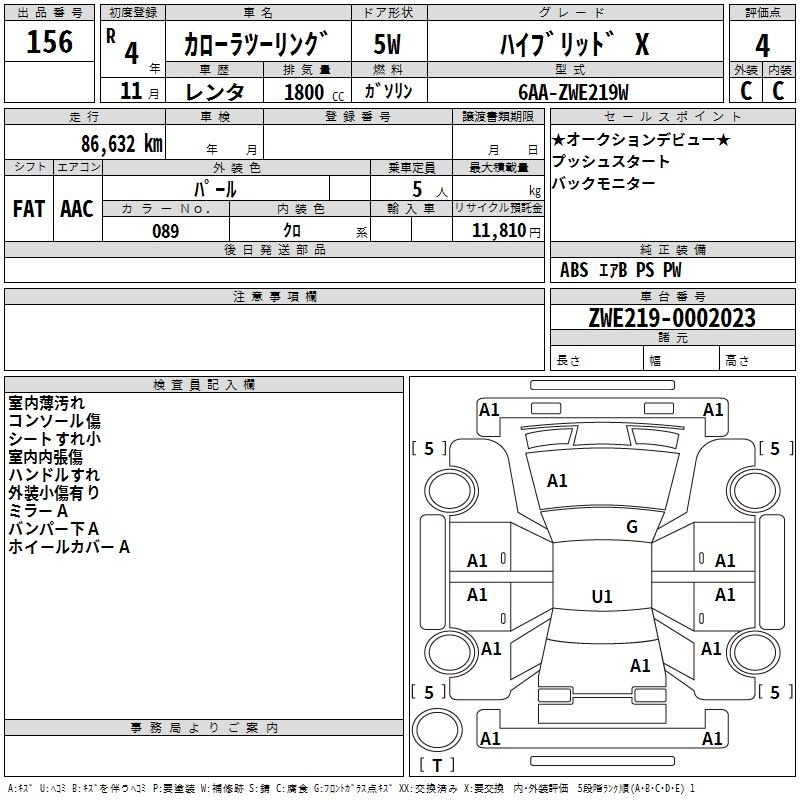 出品番号 初度登録 車名 ドア形状 グレード 評価点
156 R 4 年 ｶﾛｰﾗﾂｰﾘﾝｸﾞ 5W ﾊｲﾌﾞﾘｯﾄﾞ X 4
車歴 排気量 燃料 型式 外装 内装
11 月 レンタ 1800 CC ｶﾞｿﾘﾝ 6AA-ZWE219W C C
走行 車検 登録番号 譲渡書類期限
86,632 km 年 月 月 日
シフト エアコン 外装色 乗車定員 最大積載量
FAT AAC ﾊﾟｰﾙ 5 人 kg
カラーNo. 内装色 輸入車 リサイクル預託金
089 ｸﾛ 系 11,810 円
後日発送部品
セールスポイント
★オークションデビュー★
プッシュスタート
バックモニター
純正装備
ABS ｴｱB PS PW
注意事項欄
車台番号
ZWE219-0002023
諸元
長さ 幅 高さ
検査員記入欄
室内薄汚れ
コンソール傷
シートすれ小
室内内張傷
ハンドルすれ
外装小傷有り
ミラーA
バンパー下A
ホイールカバーA
事務局よりご案内
A1 A1
[ 5 ] [ 5 ]
A1
G
A1 A1
A1 U1 A1
A1 A1
A1
[ 5 ] [ 5 ]
A1 A1
[ T ]
A:ｷｽﾞ U:ﾍｺﾐ B:ｷｽﾞを伴うﾍｺﾐ P:要塗装 W:補修跡 S:錆 C:腐食 G:ﾌﾛﾝﾄｶﾞﾗｽ点ｷｽﾞ XX:交換済み X:要交換 内･外装評価 5段階ﾗﾝｸ順(A･B･C･D･E) 1